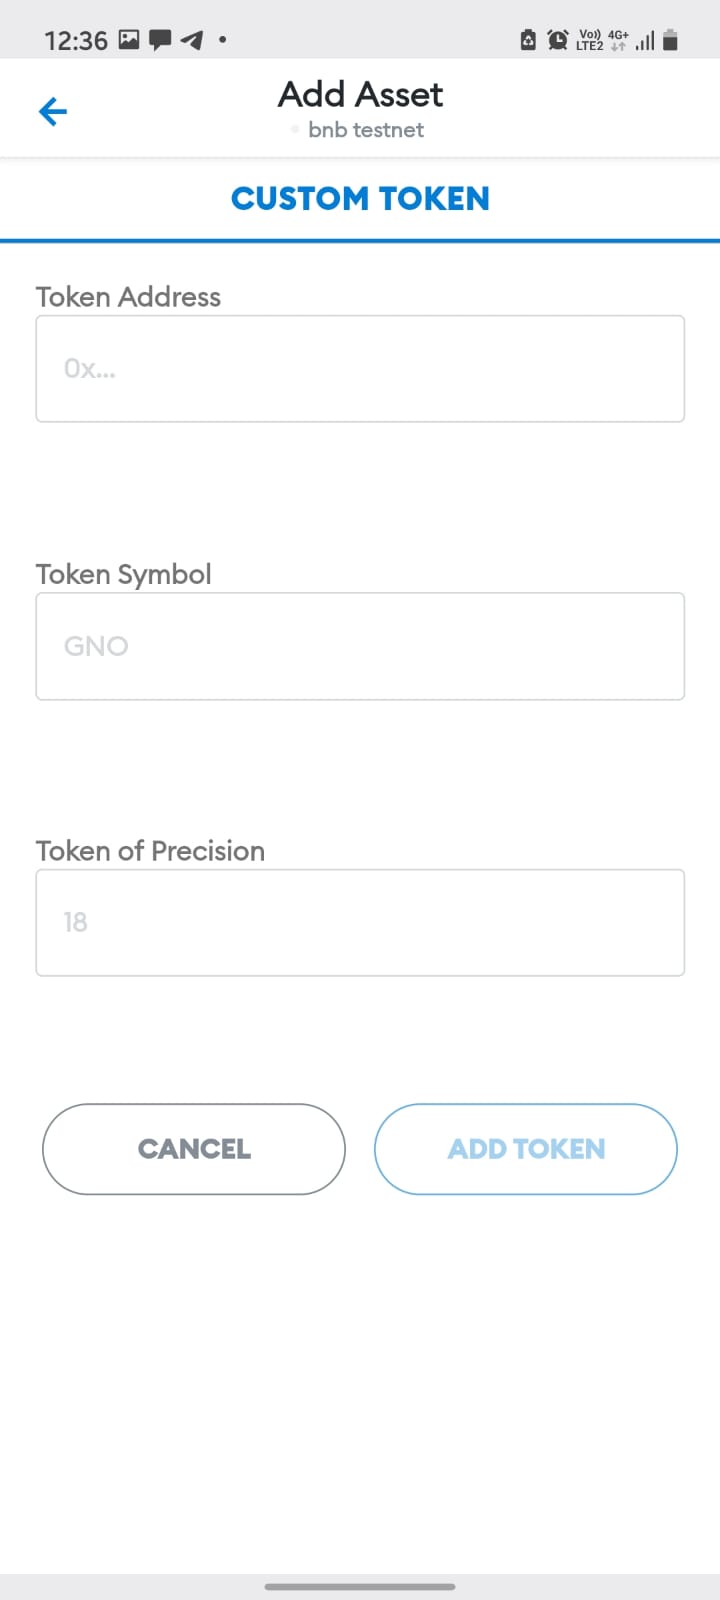 12:36
Vo)) 4G+
LTE2
Add Asset
bnb testnet
CUSTOM TOKEN
Token Address
0x...
Token Symbol
GNO
Token of Precision
18
CANCEL
ADD TOKEN